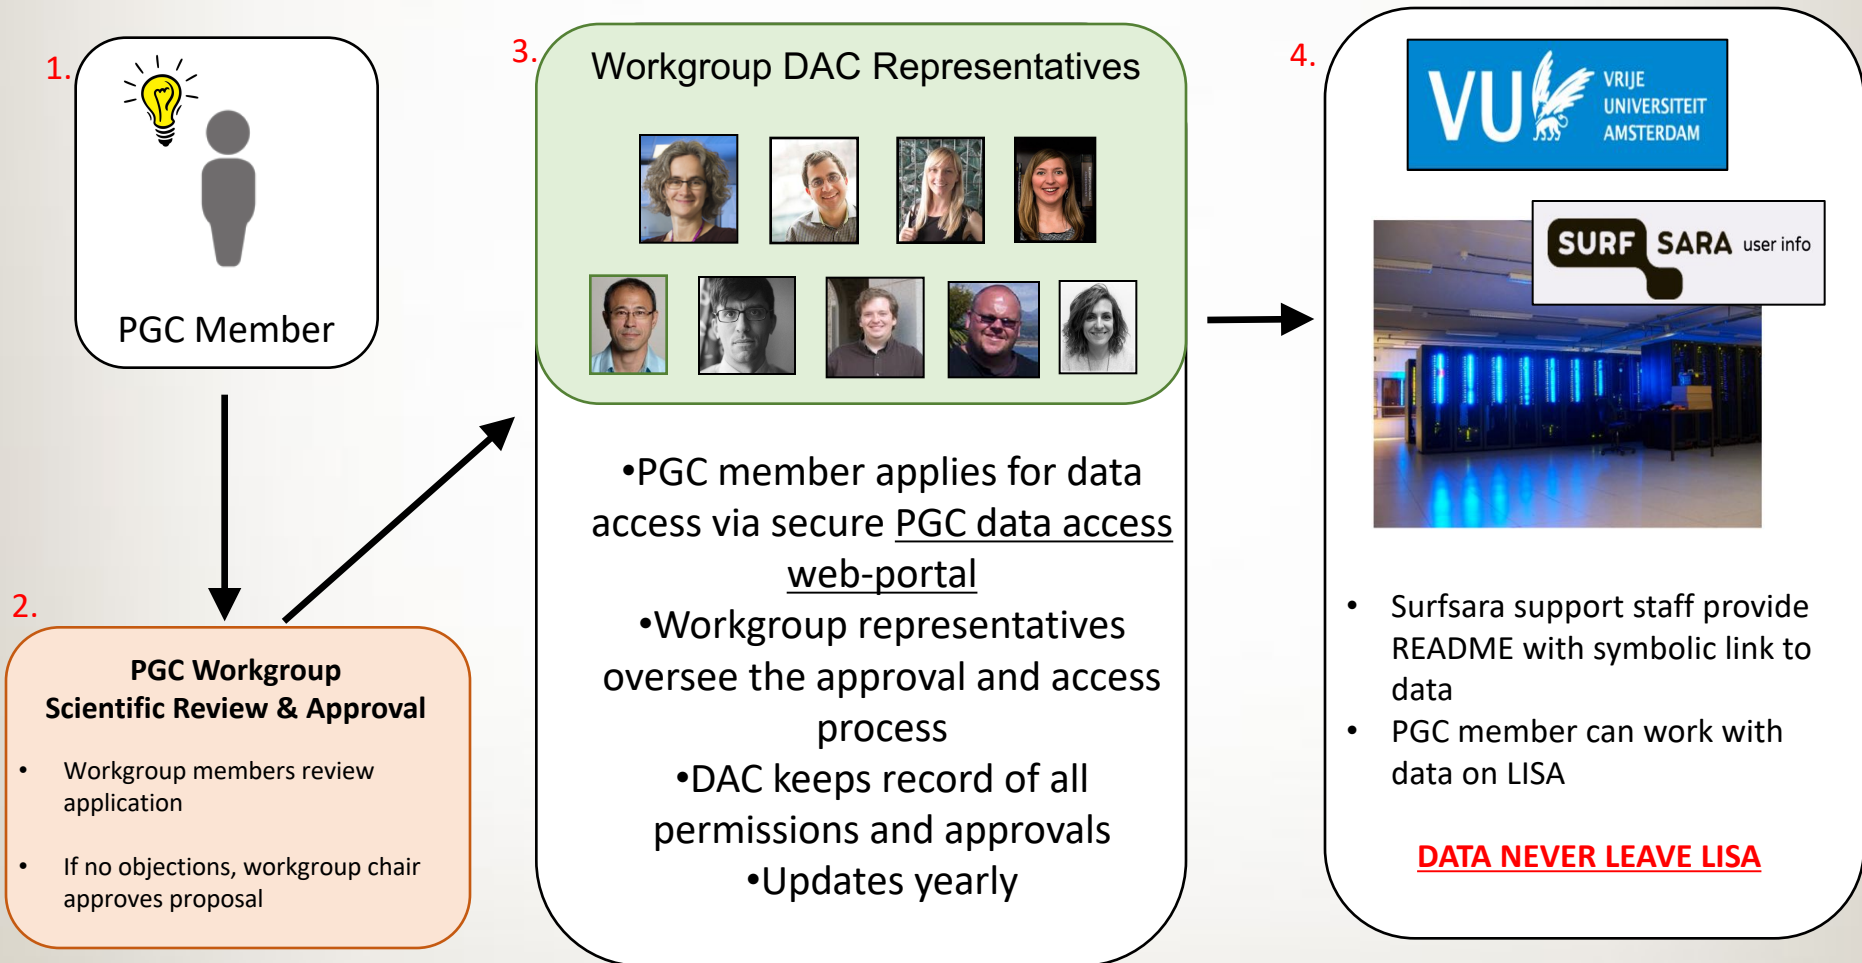 1.
PGC Member
2.
PGC Workgroup
Scientific Review & Approval
• Workgroup members review
application
• If no objections, workgroup chair
approves proposal
3.
Workgroup DAC Representatives
•PGC member applies for data
access via secure PGC data access
web-portal
•Workgroup representatives
oversee the approval and access
process
•DAC keeps record of all
permissions and approvals
•Updates yearly
4.
VU VRIJE
UNIVERSITEIT
AMSTERDAM
SURF SARA user info
• Surfsara support staff provide
README with symbolic link to
data
• PGC member can work with
data on LISA
DATA NEVER LEAVE LISA